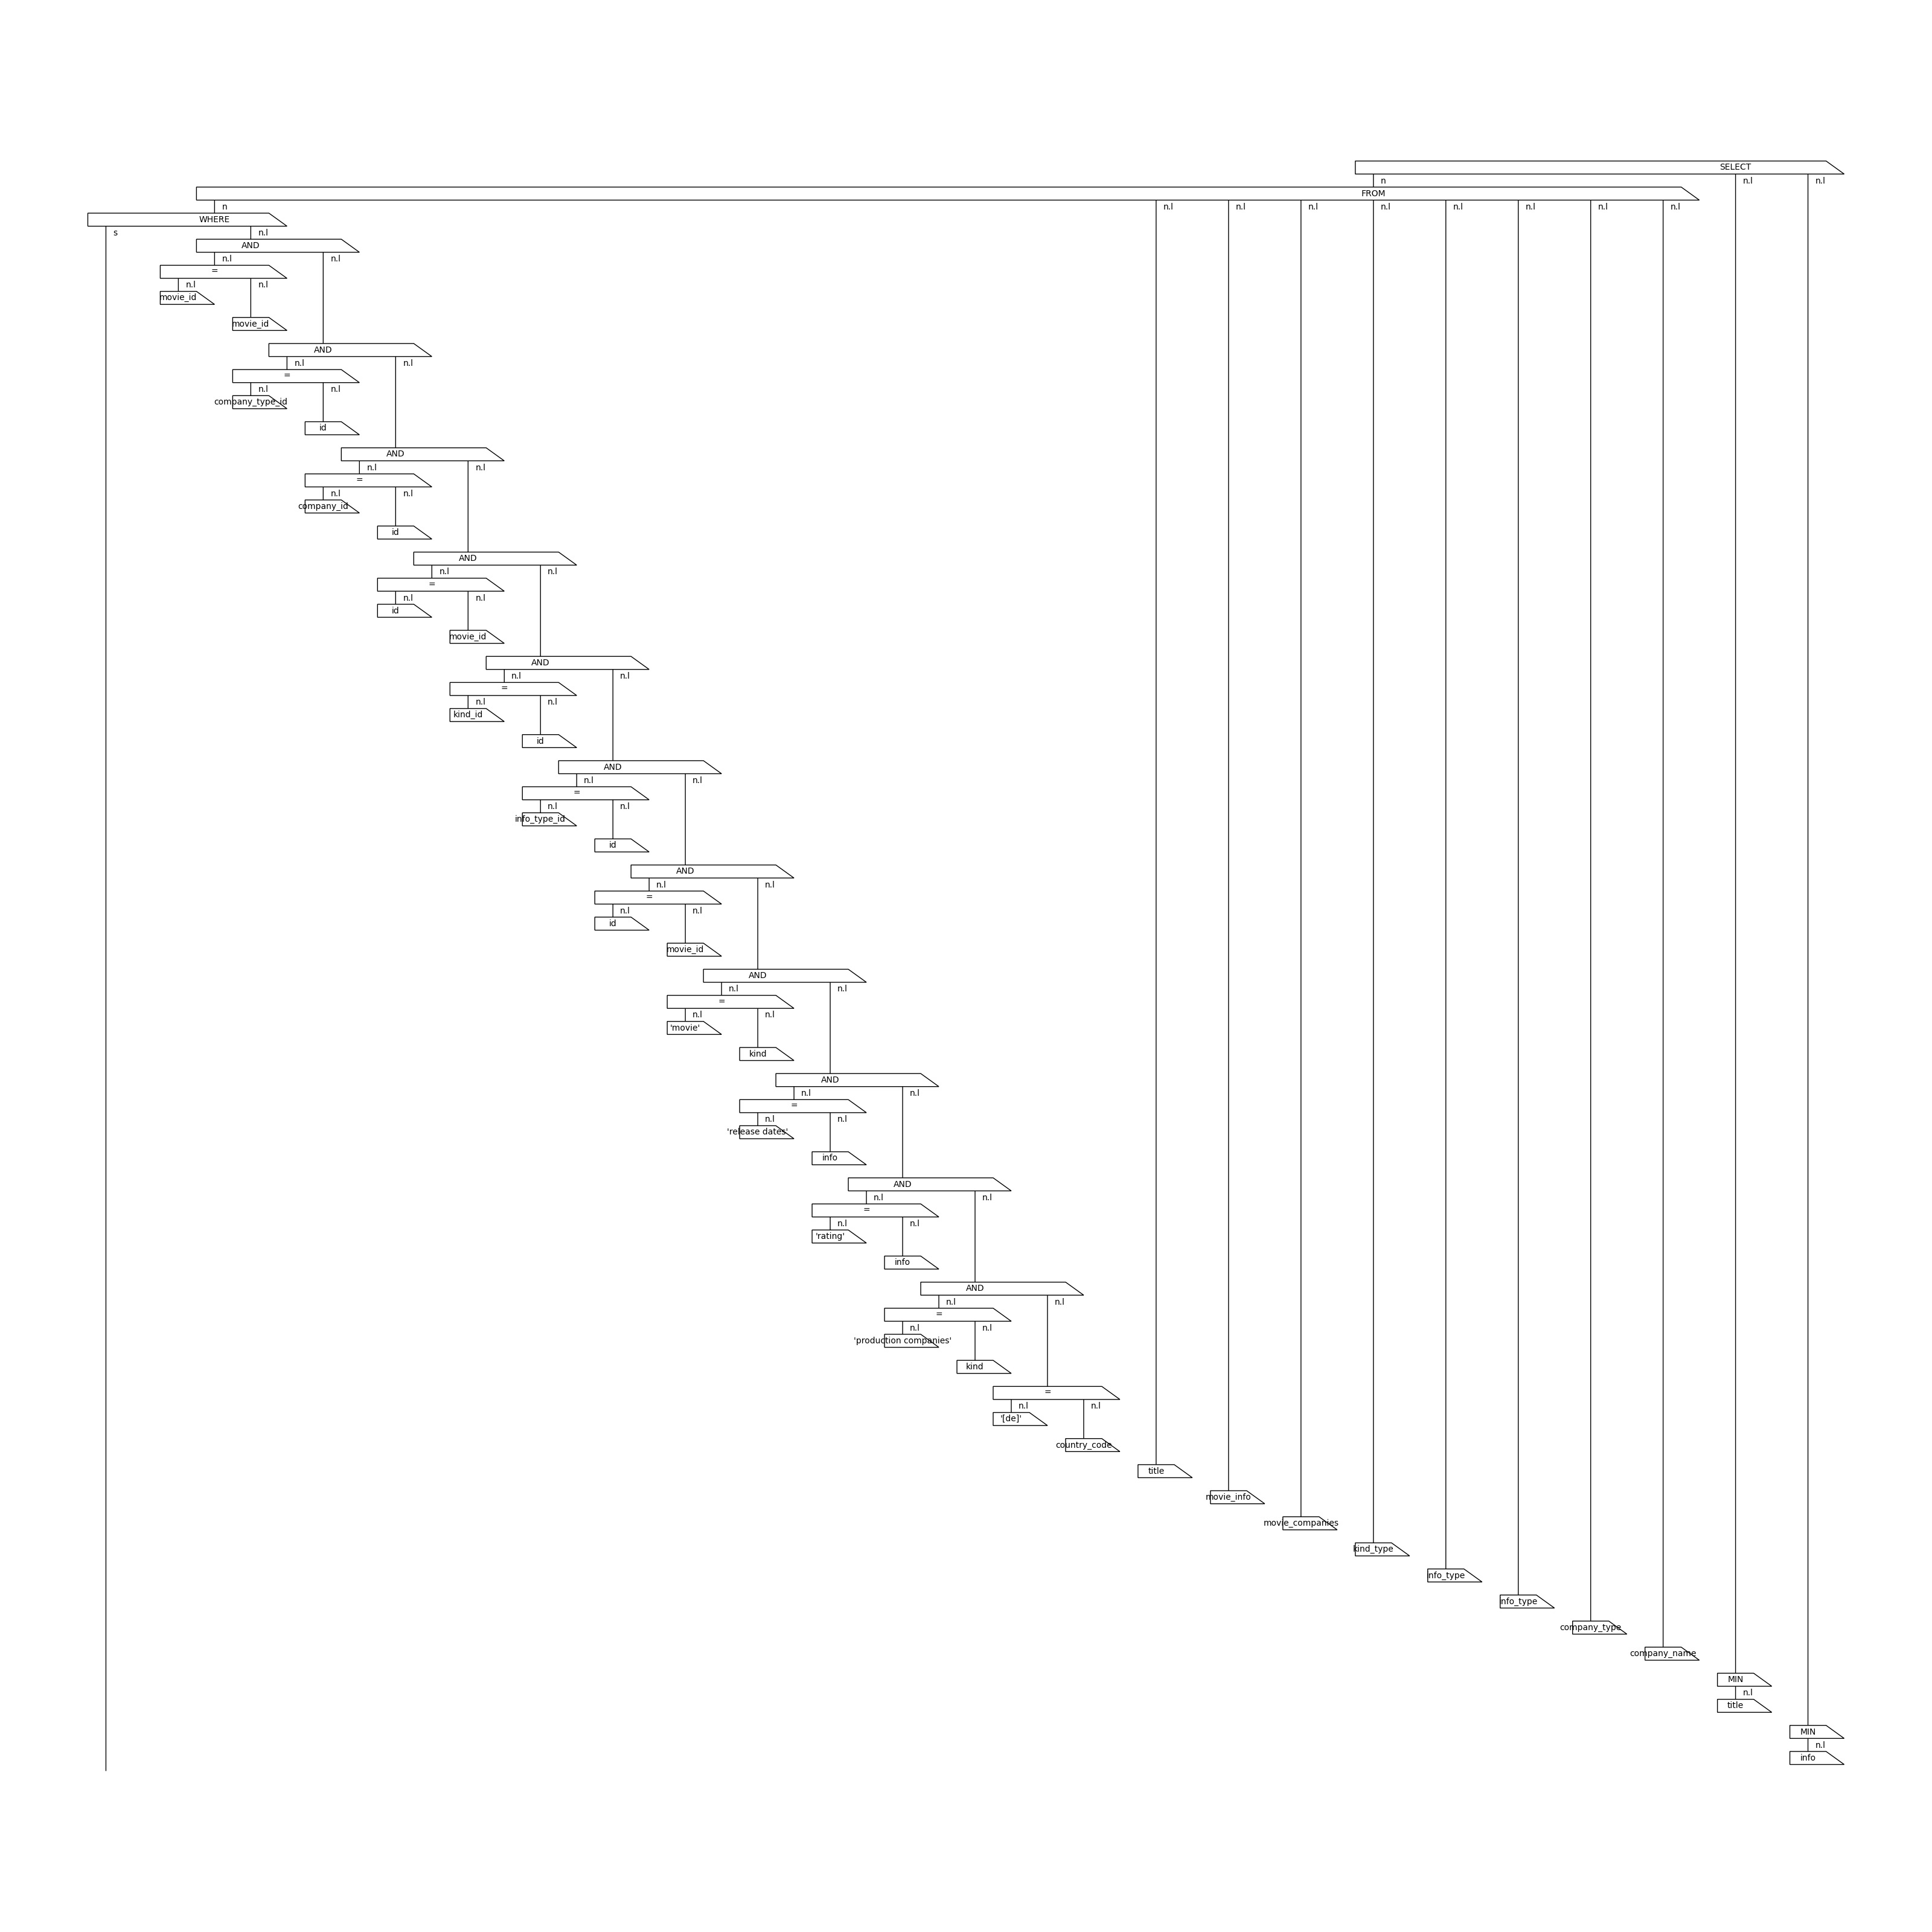 SELECT
n n.l n.l
FROM
n n.l n.l n.l n.l n.l n.l n.l n.l
WHERE
s n.l
AND
n.l n.l
=
n.l n.l
movie_id
movie_id
AND
n.l n.l
=
n.l n.l
company_type_id
id
AND
n.l n.l
=
n.l n.l
company_id
id
AND
n.l n.l
=
n.l n.l
id
movie_id
AND
n.l n.l
=
n.l n.l
kind_id
id
AND
n.l n.l
=
n.l n.l
info_type_id
id
AND
n.l n.l
=
n.l n.l
id
movie_id
AND
n.l n.l
=
n.l n.l
'movie'
kind
AND
n.l n.l
=
n.l n.l
'release dates'
info
AND
n.l n.l
=
n.l n.l
'rating'
info
AND
n.l n.l
=
n.l n.l
'production companies'
kind
=
n.l n.l
'[de]'
country_code
title
movie_info
movie_companies
kind_type
info_type
info_type
company_type
company_name
MIN
n.l
title
MIN
n.l
info